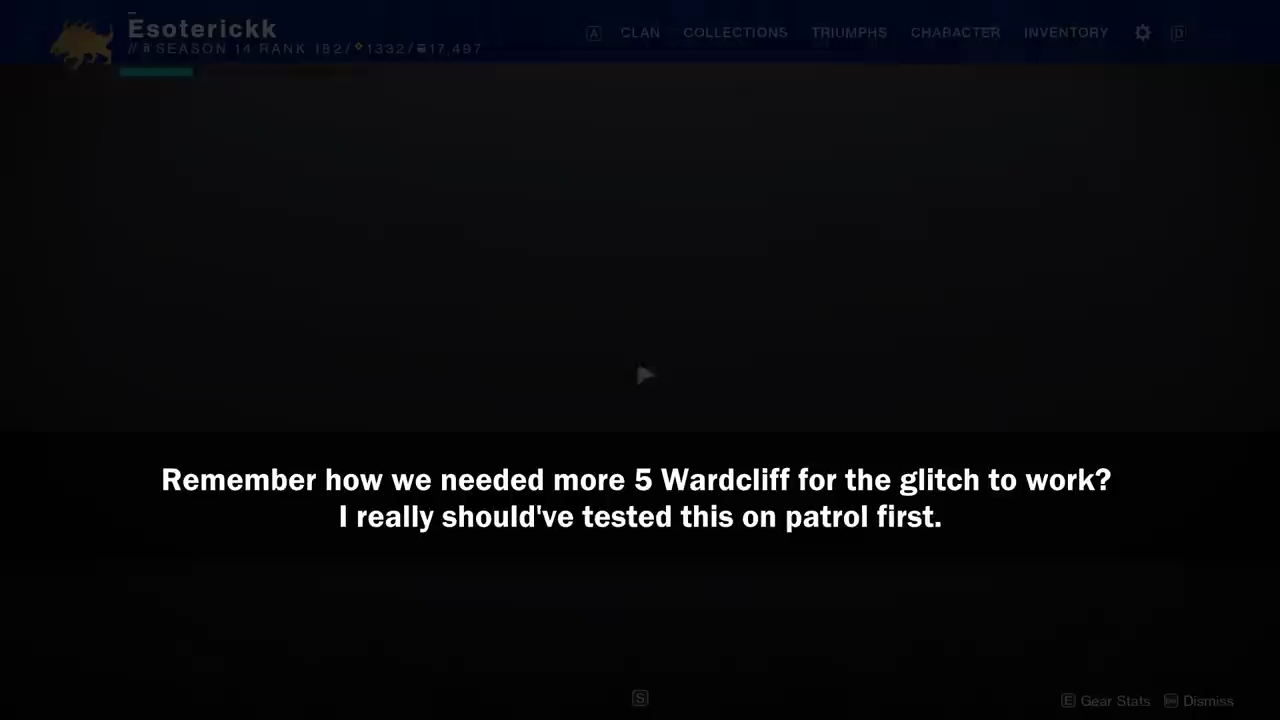 Esoterickk
// SEASON 14 RANK 182/ 1332/ 17,497
A CLAN COLLECTIONS TRIUMPHS CHARACTER INVENTORY D
Remember how we needed more 5 Wardcliff for the glitch to work?
I really should've tested this on patrol first.
S
E Gear Stats Dismiss